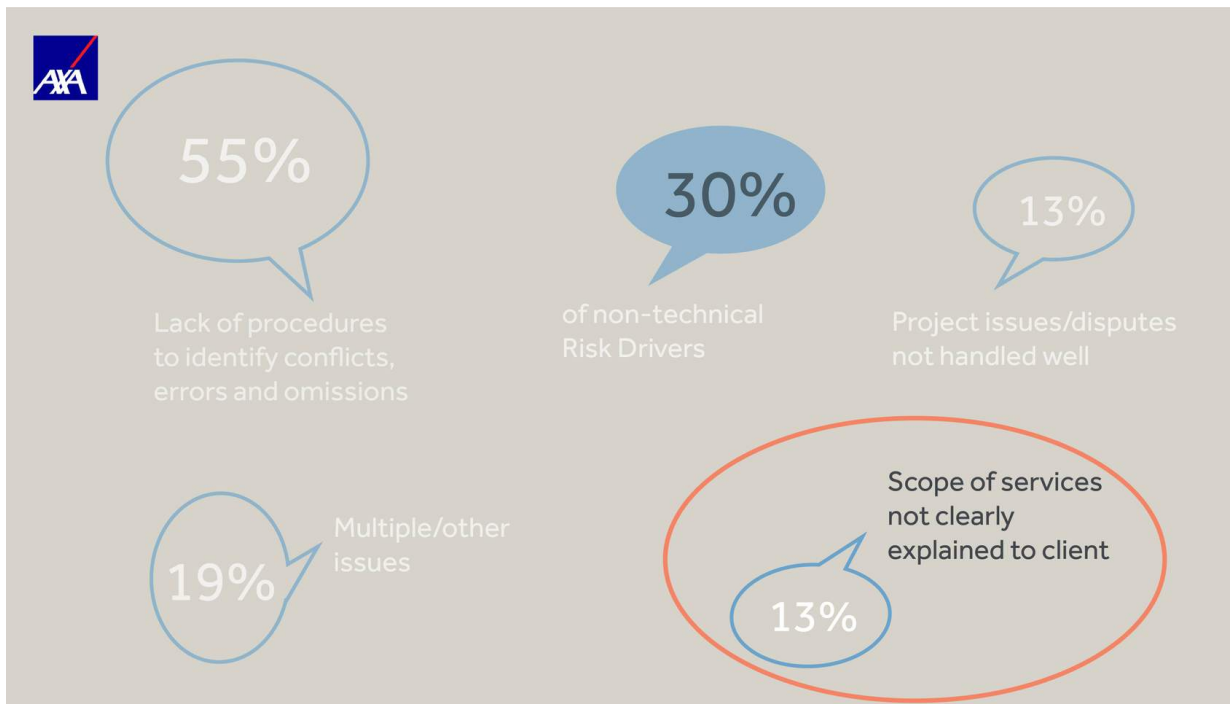 AXA
55%
Lack of procedures
to identify conflicts,
errors and omissions
30%
of non-technical
Risk Drivers
13%
Project issues/disputes
not handled well
19%
Multiple/other
issues
Scope of services
not clearly
explained to client
13%